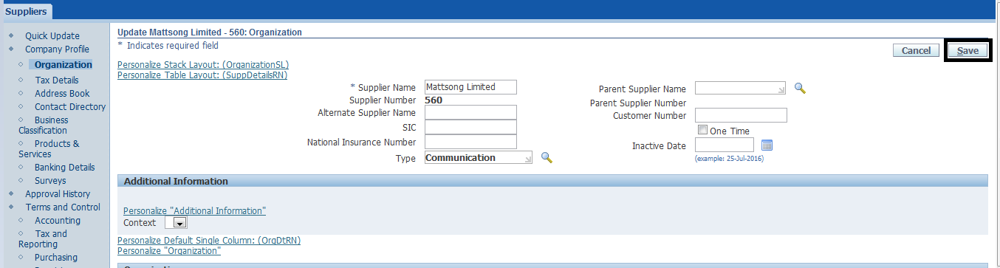 Suppliers
Quick Update
Company Profile
Organization
Tax Details
Address Book
Contact Directory
Business
Classification
Products &
Services
Banking Details
Surveys
Approval History
Terms and Control
Accounting
Tax and
Reporting
Purchasing
Update Mattsong Limited - 560: Organization
* Indicates required field
Cancel
Save
Personalize Stack Layout: (OrganizationSL)
Personalize Table Layout: (SuppDetailsRN)
* Supplier Name Mattsong Limited
Supplier Number 560
Alternate Supplier Name
SIC
National Insurance Number
Type Communication
Parent Supplier Name
Parent Supplier Number
Customer Number
One Time
Inactive Date
(example: 25-Jul-2016)
Additional Information
Personalize "Additional Information"
Context
Personalize Default Single Column: (OrgDtRN)
Personalize "Organization"